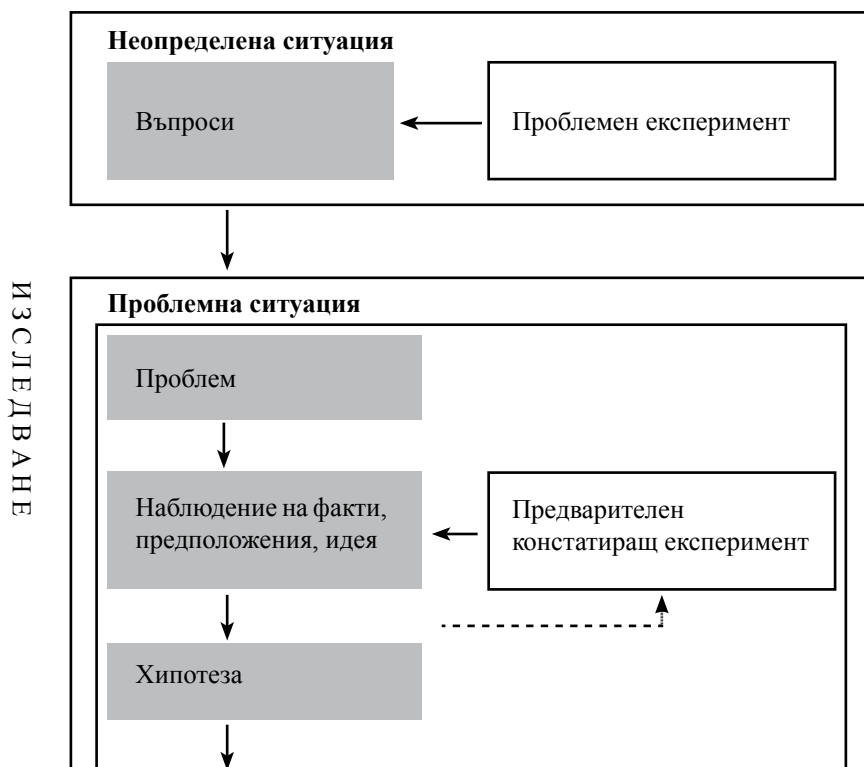 Неопределена ситуация
Въпроси
Проблемен експеримент
ИЗСЛЕДВАНЕ
Проблемна ситуация
Проблем
Наблюдение на факти,
предположения, идея
Предварителен
констатиращ експеримент
Хипотеза